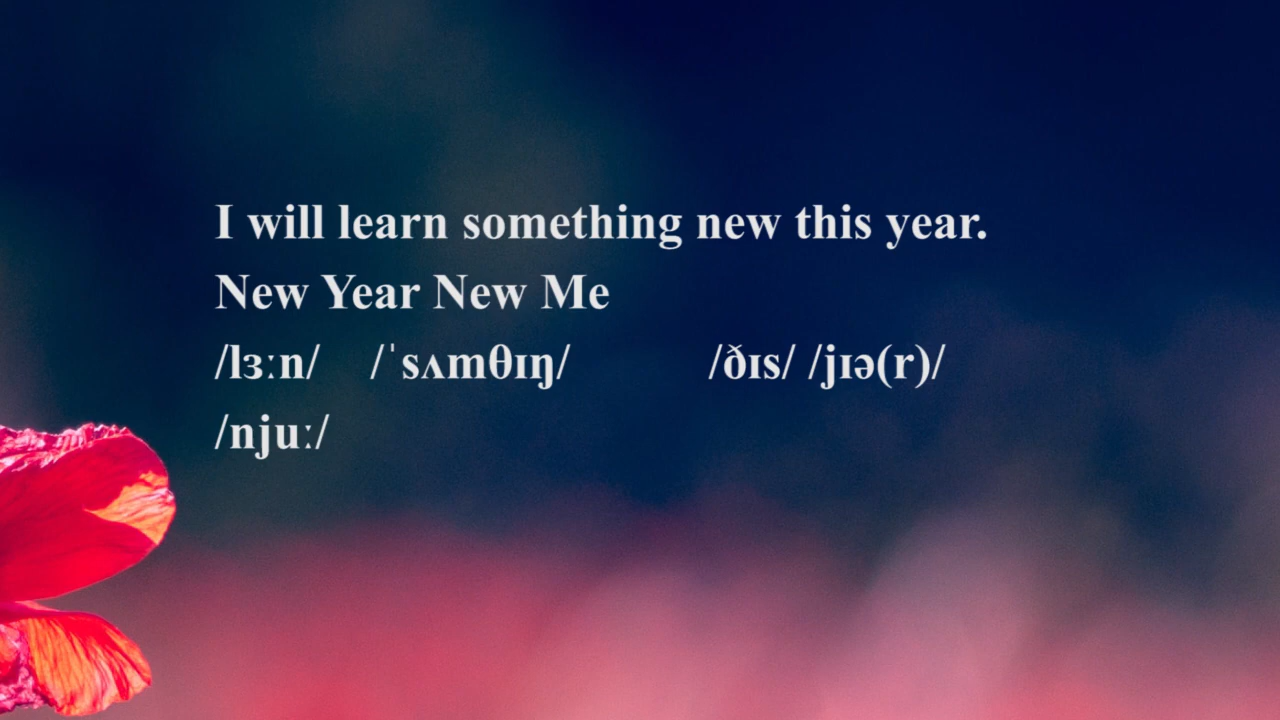 I will learn something new this year.
New Year New Me
/lɜːn/ /ˈsʌmθɪŋ/ /ðɪs/ /jɪə(r)/
/njuː/